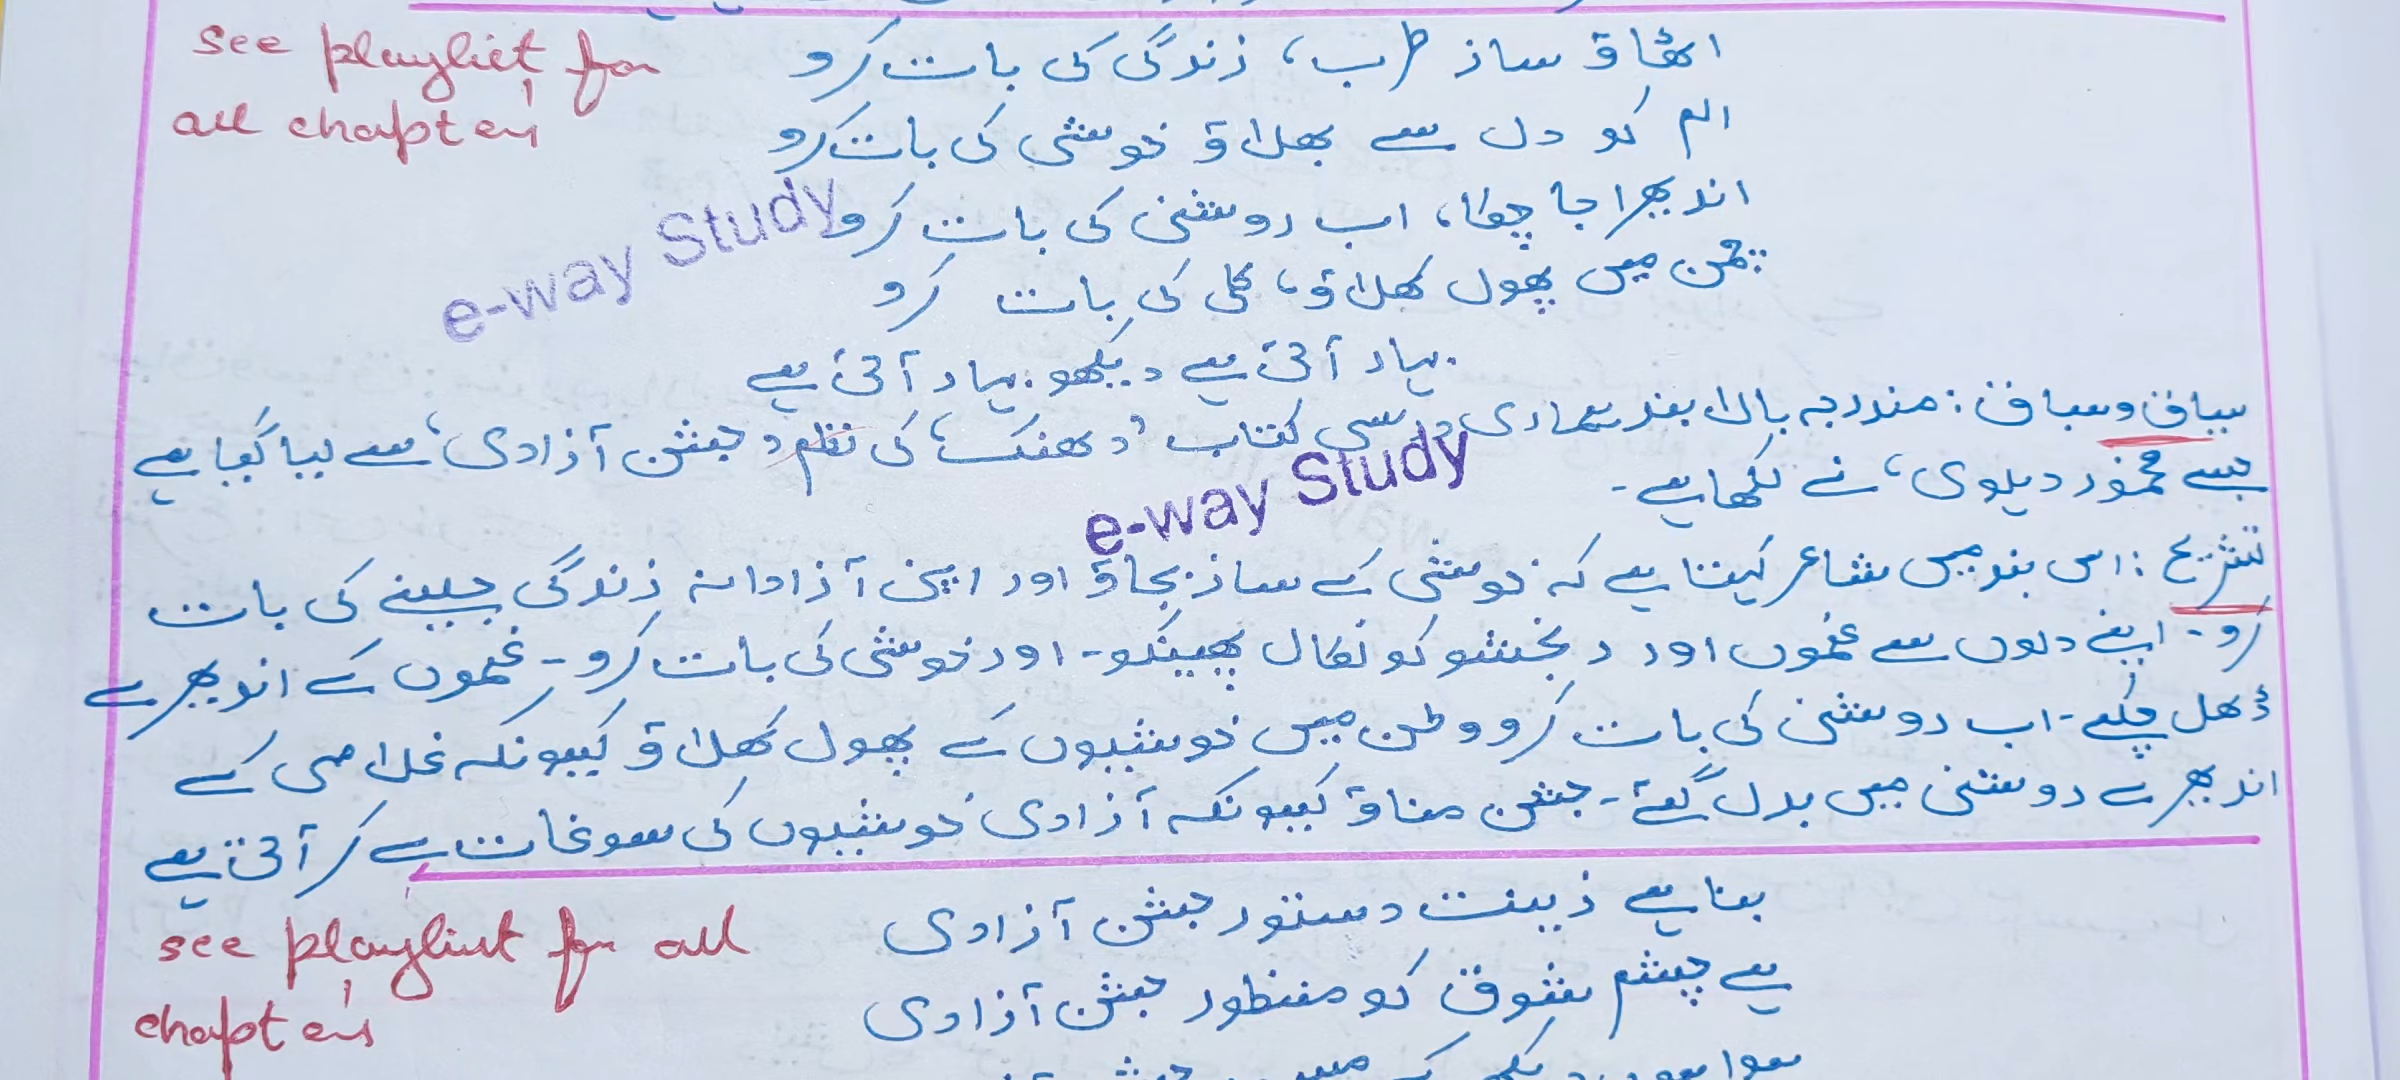 see playlist for
all chapters
اٹھاؤ ساز طرب، زندگی کی بات کرو
الم کو دل سے بھلاؤ خوشی کی بات کرو
اندھیرا جا چکا، اب روشنی کی بات کرو
چمن میں پھول کھلاؤ، کلی کی بات کرو
بہار آئی ہے دیکھو بہار آئی ہے
e-way Study
سیاق و سباق: مندرجہ بالا بند ہماری درسی کتاب 'دھنک' کی نظم 'جشن آزادی' سے لیا گیا ہے
جسے مخمور دہلوی' نے لکھا ہے۔
e-way Study
تشریح: اس بند میں شاعر کہتا ہے کہ خوشی کے ساز بجاؤ اور اپنی آزادانہ زندگی جینے کی بات
کرو۔ اپنے دلوں سے غموں اور رنجشو کو نکال پھینکو۔ اور خوشی کی بات کرو۔ غموں کے اندھیرے
ڈھل چکے۔ اب روشنی کی بات کرو وطن میں خوشیوں کے پھول کھلاؤ کیونکہ غلامی کے
اندھیرے روشنی میں بدل گئے۔ جشن مناؤ کیونکہ آزادی خوشیوں کی سوغات لے کر آئی ہے
see playlist for all
chapters
بنا ہے زینت دستور جشن آزادی
ہے چشم شوق کو منظور جشن آزادی